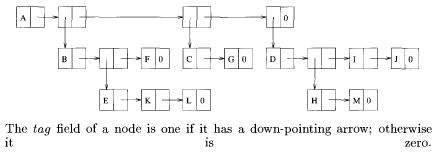 A 0
B F 0 C G 0 D I J 0
E K L 0 H M 0
The tag field of a node is one if it has a down-pointing arrow; otherwise
it is zero.